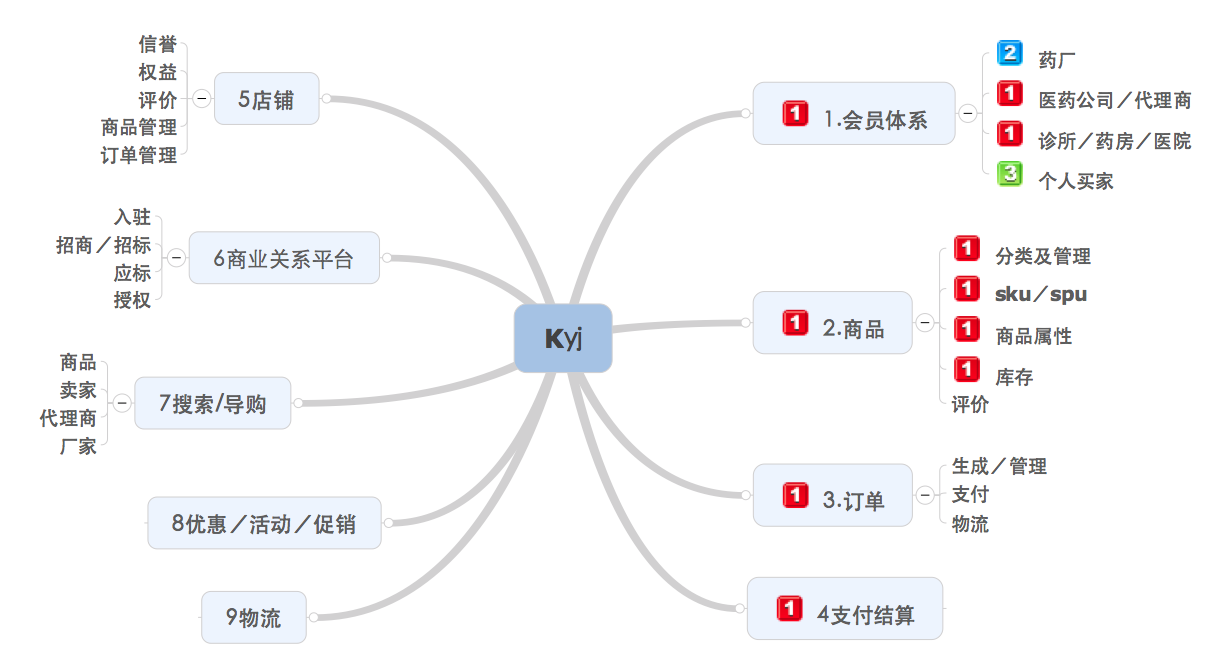 Kyj
1
1.会员体系
2
药厂
1
医药公司／代理商
1
诊所／药房／医院
3
个人买家
1
2.商品
1
分类及管理
1
sku／spu
1
商品属性
1
库存
评价
1
3.订单
生成／管理
支付
物流
1
4支付结算
5店铺
信誉
权益
评价
商品管理
订单管理
6商业关系平台
入驻
招商／招标
应标
授权
7搜索/导购
商品
卖家
代理商
厂家
8优惠／活动／促销
9物流